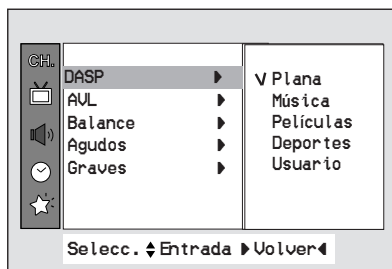 CH.
DASP
AVL
Balance
Agudos
Graves
√ Plana
Música
Películas
Deportes
Usuario
Selecc. Entrada Volver